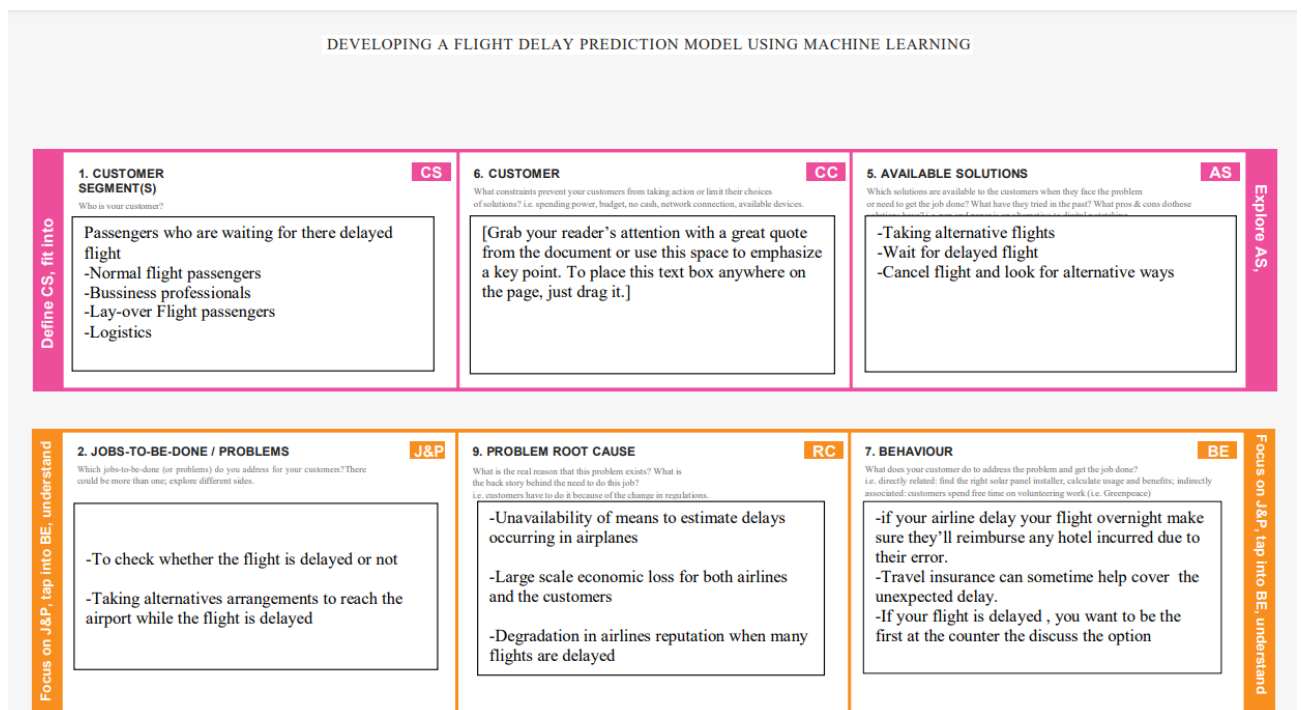 DEVELOPING A FLIGHT DELAY PREDICTION MODEL USING MACHINE LEARNING
Define CS, fit into
1. CUSTOMER
SEGMENT(S)
CS
Who is your customer?
Passengers who are waiting for there delayed
flight
-Normal flight passengers
-Bussiness professionals
-Lay-over Flight passengers
-Logistics
6. CUSTOMER
CC
What constraints prevent your customers from taking action or limit their choices
of solutions? i.e. spending power, budget, no cash, network connection, available devices.
[Grab your reader's attention with a great quote
from the document or use this space to emphasize
a key point. To place this text box anywhere on
the page, just drag it.]
5. AVAILABLE SOLUTIONS
AS
Which solutions are available to the customers when they face the problem
or need to get the job done? What have they tried in the past? What pros & cons dothese
-Taking alternative flights
-Wait for delayed flight
-Cancel flight and look for alternative ways
Explore AS,
Focus on J&P, tap into BE, understand
2. JOBS-TO-BE-DONE / PROBLEMS
J&P
Which jobs-to-be-done (or problems) do you address for your customers?There
could be more than one; explore different sides.
-To check whether the flight is delayed or not
-Taking alternatives arrangements to reach the
airport while the flight is delayed
9. PROBLEM ROOT CAUSE
RC
What is the real reason that this problem exists? What is
the back story behind the need to do this job?
i.e. customers have to do it because of the change in regulations.
-Unavailability of means to estimate delays
occurring in airplanes
-Large scale economic loss for both airlines
and the customers
-Degradation in airlines reputation when many
flights are delayed
7. BEHAVIOUR
BE
What does your customer do to address the problem and get the job done?
i.e. directly related: find the right solar panel installer, calculate usage and benefits; indirectly
associated: customers spend free time on volunteering work (i.e. Greenpeace)
-if your airline delay your flight overnight make
sure they'll reimburse any hotel incurred due to
their error.
-Travel insurance can sometime help cover the
unexpected delay.
-If your flight is delayed , you want to be the
first at the counter the discuss the option
Focus on J&P, tap into BE, understand